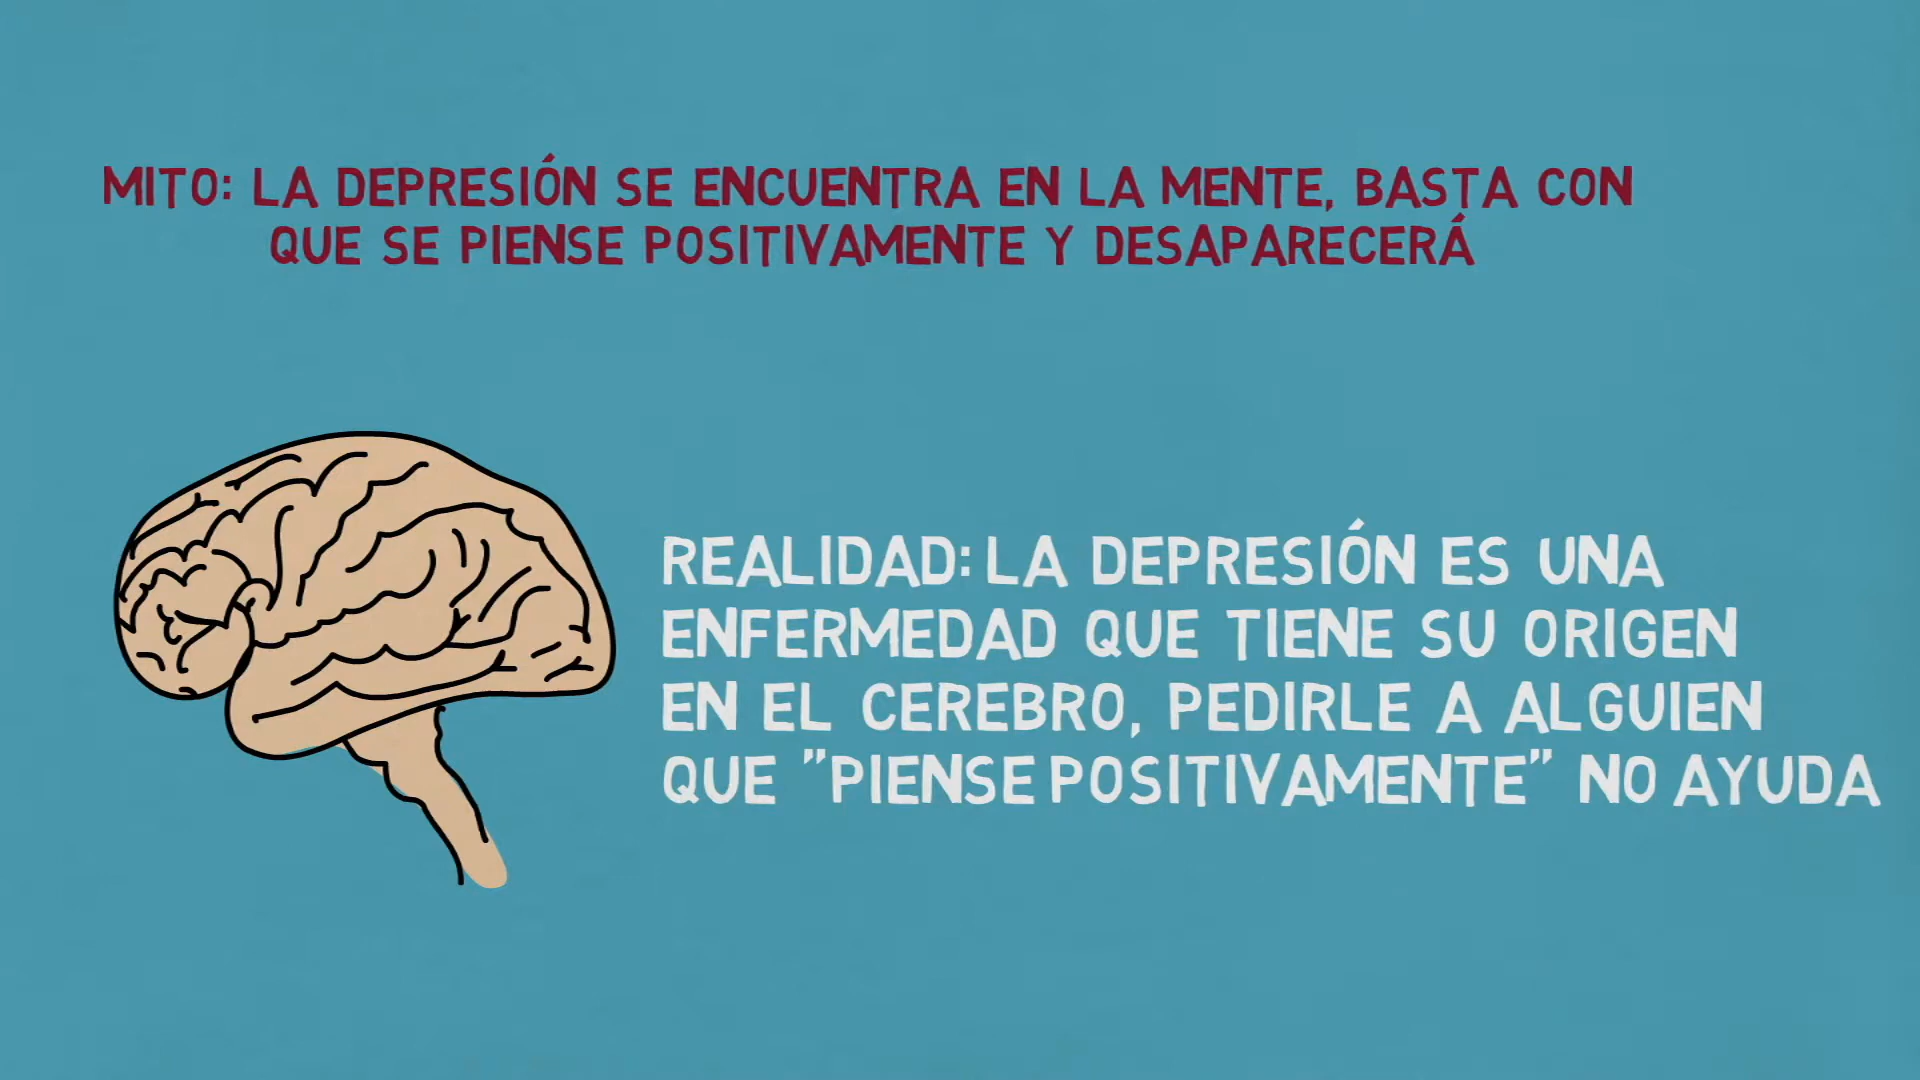 MITO: LA DEPRESIÓN SE ENCUENTRA EN LA MENTE, BASTA CON
QUE SE PIENSE POSITIVAMENTE Y DESAPARECERÁ
REALIDAD: LA DEPRESIÓN ES UNA
ENFERMEDAD QUE TIENE SU ORIGEN
EN EL CEREBRO, PEDIRLE A ALGUIEN
QUE "PIENSE POSITIVAMENTE" NO AYUDA